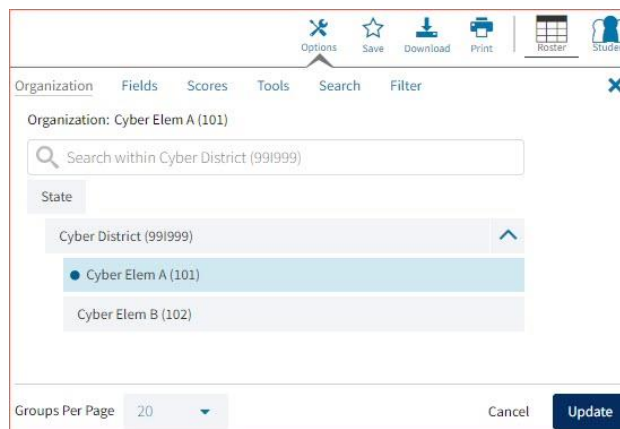 Options Save Download Print Roster
Organization Fields Scores Tools Search Filter
Organization: Cyber Elem A (101)
Search within Cyber District (99I999)
State
Cyber District (99I999)
Cyber Elem A (101)
Cyber Elem B (102)
Groups Per Page 20 Cancel Update